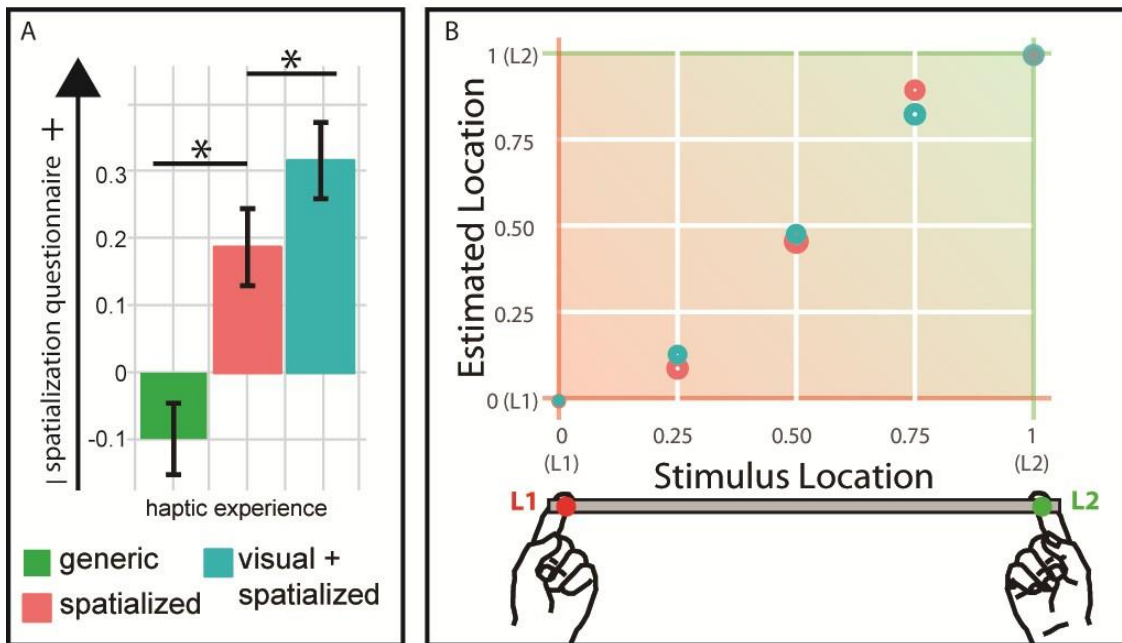 A
*
*
| spatialization questionnaire +
0.3
0.2
0.1
0
-0.1
haptic experience
generic
spatialized
visual +
spatialized
B
Estimated Location
1 (L2)
0.75
0.50
0.25
0 (L1)
0
(L1)
0.25
0.50
0.75
1
(L2)
Stimulus Location
L1
L2